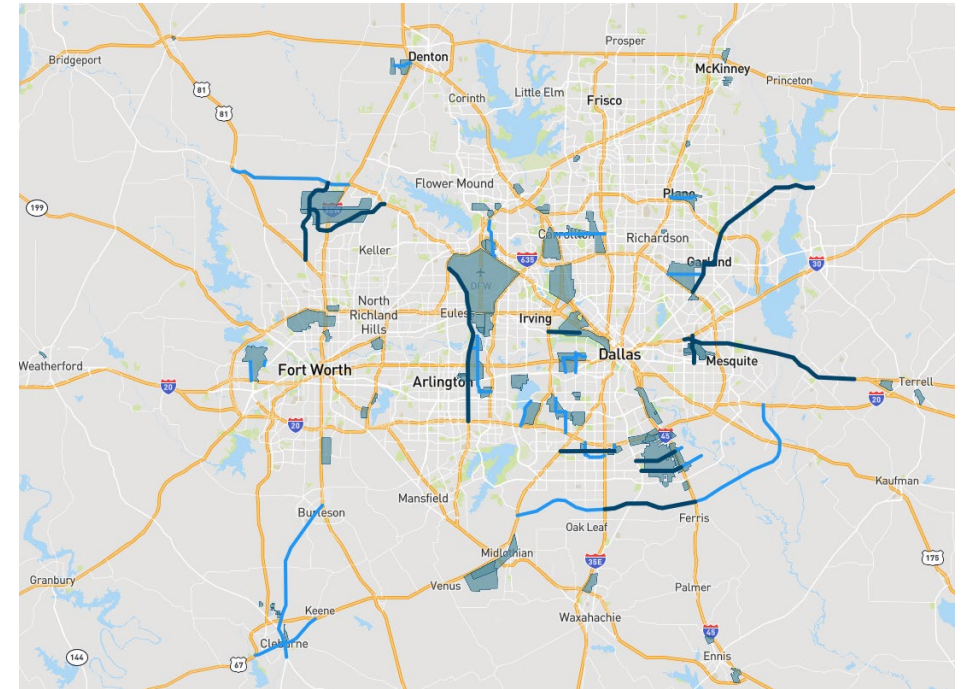 Prosper
Bridgeport
Denton
McKinney
Princeton
81
Corinth
Little Elm
Frisco
81
Flower Mound
Plano
199
Carrollton
Richardson
Keller
635
Garland
30
DFW
North
Richland
Hills
Euless
Irving
Dallas
Mesquite
Weatherford
Fort Worth
Arlington
20
Terrell
20
20
45
Mansfield
Kaufman
Burleson
Oak Leaf
Ferris
Midlothian
35E
175
Granbury
Venus
Palmer
Keene
Waxahachie
45
Cleburne
144
67
Ennis